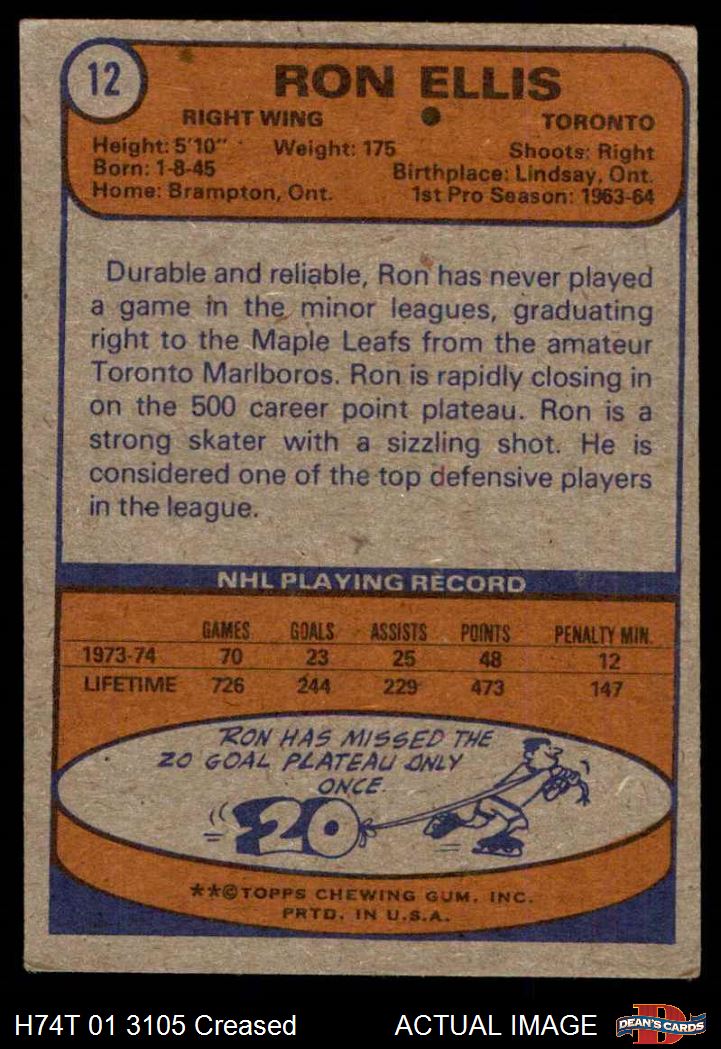 12
RON ELLIS
RIGHT WING TORONTO
Height: 5'10" Weight: 175 Shoots: Right
Born: 1-8-45 Birthplace: Lindsay, Ont.
Home: Brampton, Ont. 1st Pro Season: 1963-64
Durable and reliable, Ron has never played
a game in the minor leagues, graduating
right to the Maple Leafs from the amateur
Toronto Marlboros. Ron is rapidly closing in
on the 500 career point plateau. Ron is a
strong skater with a sizzling shot. He is
considered one of the top defensive players
in the league.
NHL PLAYING RECORD
GAMES GOALS ASSISTS POINTS PENALTY MIN.
1973-74 70 23 25 48 12
LIFETIME 726 244 229 473 147
RON HAS MISSED THE
20 GOAL PLATEAU ONLY
ONCE.
20
**©TOPPS CHEWING GUM, INC.
PRTD. IN U.S.A.
H74T 01 3105 Creased ACTUAL IMAGE
D
DEAN'S CARDS